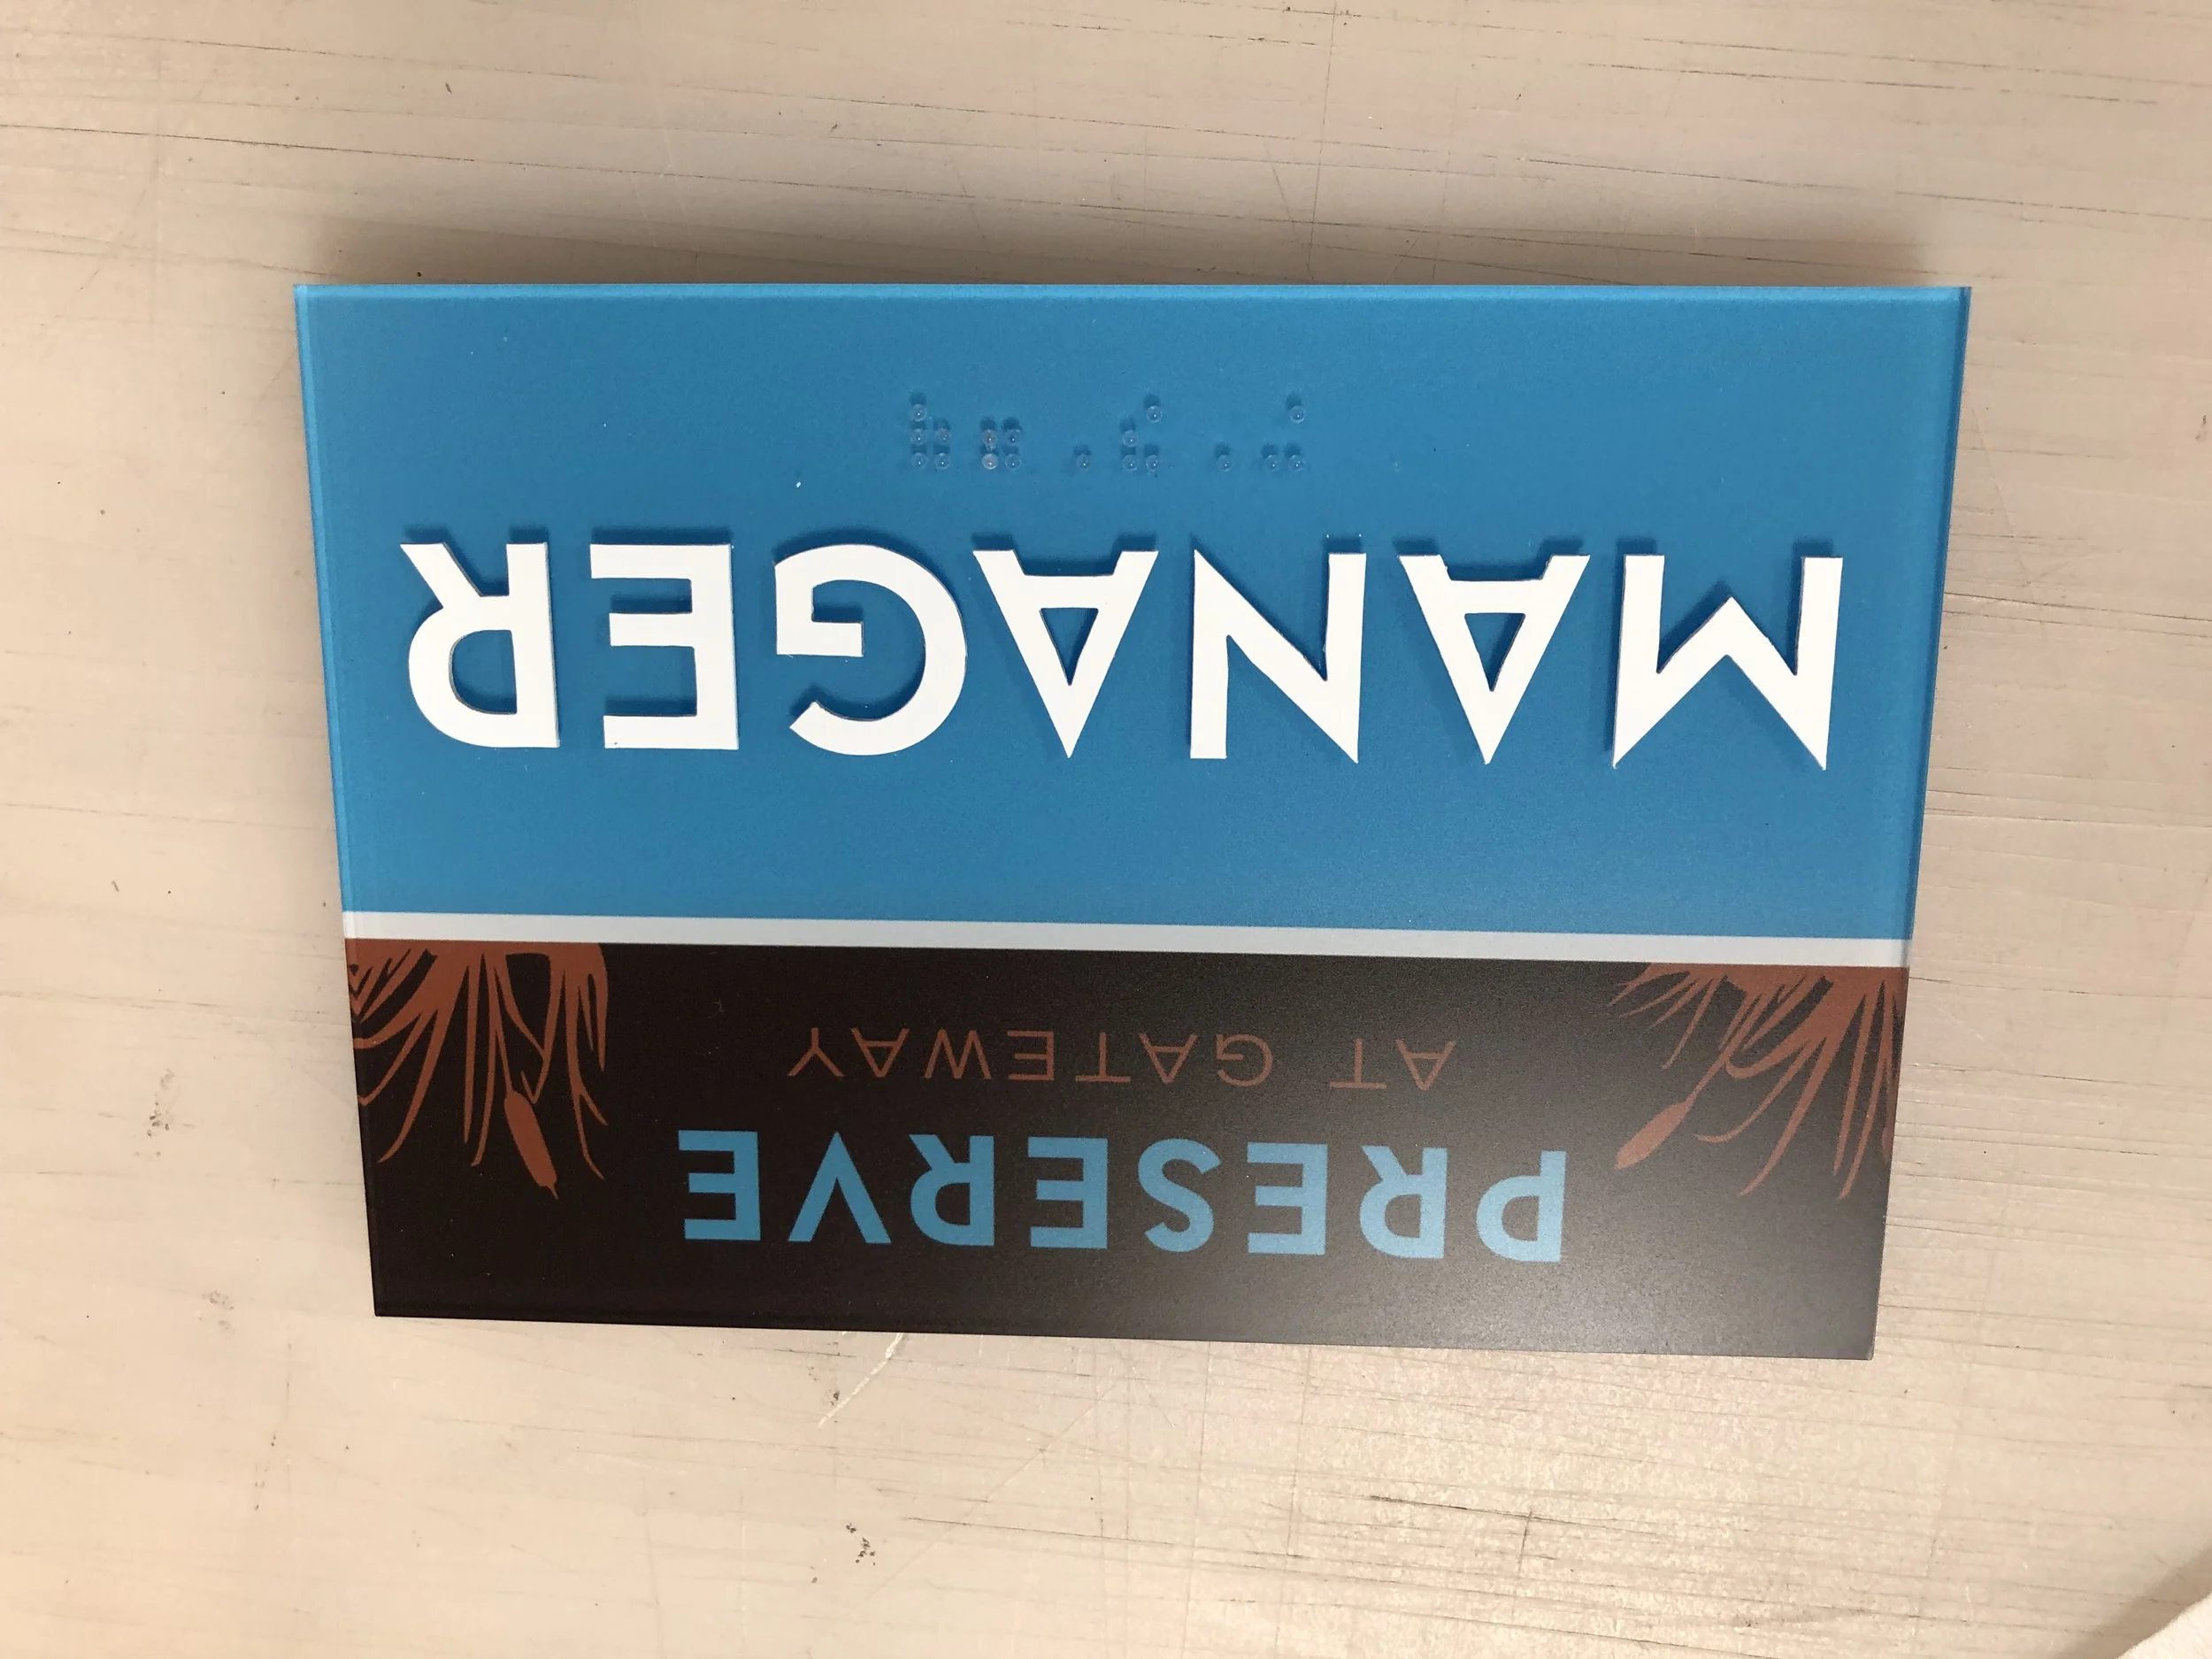 PRESERVE
AT GATEWAY
MANAGER
⠍⠁⠝⠁⠛⠻